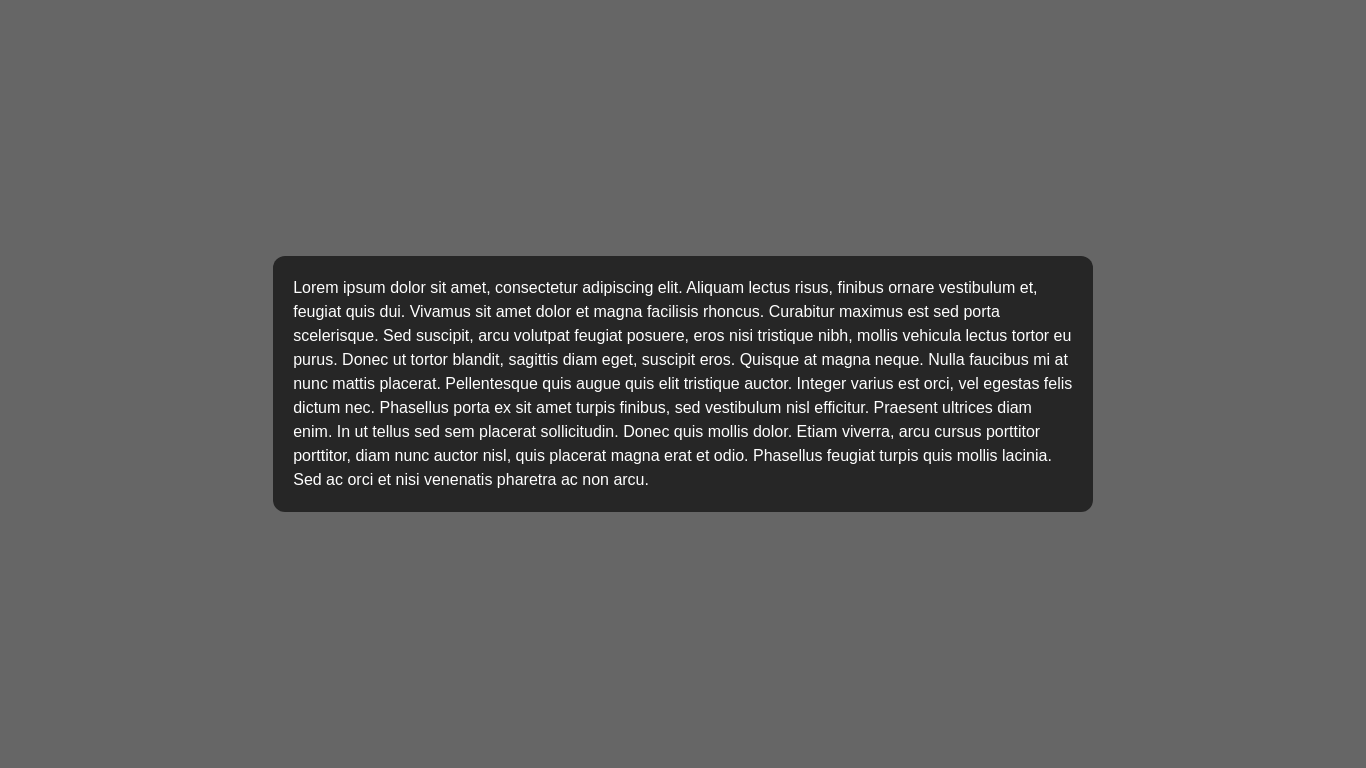 Lorem ipsum dolor sit amet, consectetur adipiscing elit. Aliquam lectus risus, finibus ornare vestibulum et,
feugiat quis dui. Vivamus sit amet dolor et magna facilisis rhoncus. Curabitur maximus est sed porta
scelerisque. Sed suscipit, arcu volutpat feugiat posuere, eros nisi tristique nibh, mollis vehicula lectus tortor eu
purus. Donec ut tortor blandit, sagittis diam eget, suscipit eros. Quisque at magna neque. Nulla faucibus mi at
nunc mattis placerat. Pellentesque quis augue quis elit tristique auctor. Integer varius est orci, vel egestas felis
dictum nec. Phasellus porta ex sit amet turpis finibus, sed vestibulum nisl efficitur. Praesent ultrices diam
enim. In ut tellus sed sem placerat sollicitudin. Donec quis mollis dolor. Etiam viverra, arcu cursus porttitor
porttitor, diam nunc auctor nisl, quis placerat magna erat et odio. Phasellus feugiat turpis quis mollis lacinia.
Sed ac orci et nisi venenatis pharetra ac non arcu.